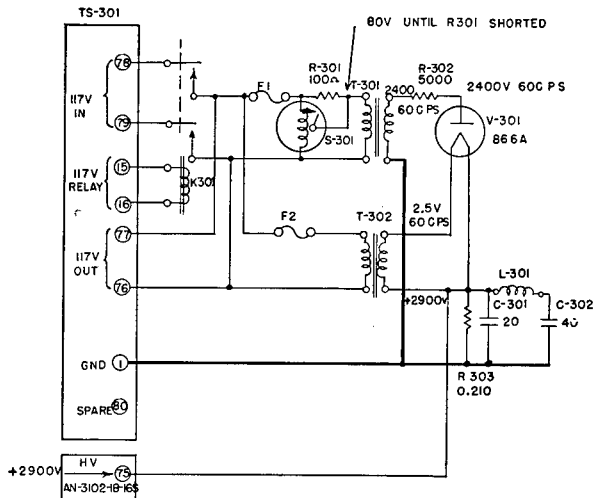 TS-301
80V UNTIL R301 SHORTED
78
117V
IN
79
15
117V
RELAY
16
77
117V
OUT
76
GND 1
SPARE 80
K301
F1
R-301
100Ω
S-301
T-301
2400
60CPS
R-302
5000
2400V 60CPS
V-301
866A
F2
T-302
2.5V
60CPS
+2900V
L-301
C-301
20
C-302
40
R 303
0.210
+2900V
HV
75
AN-3102-18-16S